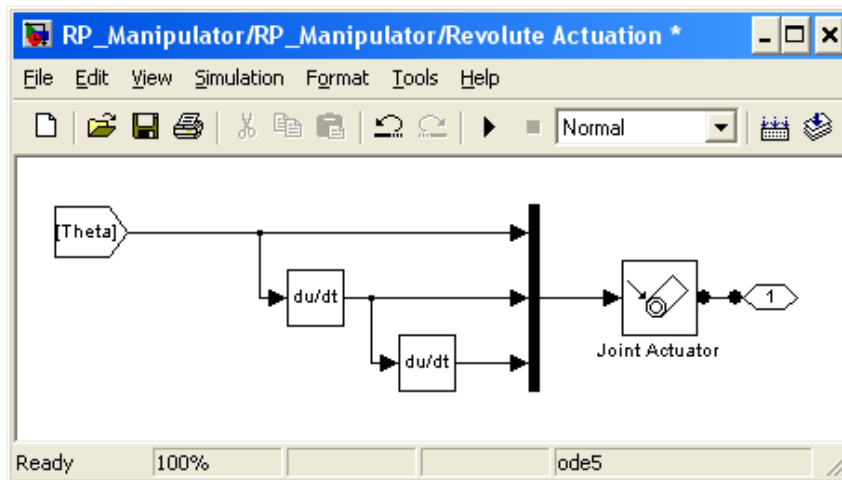 RP_Manipulator/RP_Manipulator/Revolute Actuation *
File Edit View Simulation Format Tools Help
Normal
[Theta]
du/dt
1
Joint Actuator
du/dt
Ready 100% ode5